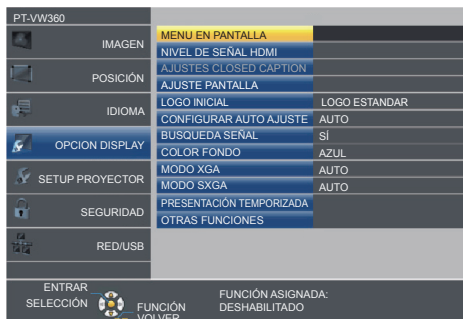 PT-VW360
IMAGEN
POSICIÓN
IDIOMA
OPCION DISPLAY
SETUP PROYECTOR
SEGURIDAD
RED/USB
MENU EN PANTALLA
NIVEL DE SEÑAL HDMI
AJUSTES CLOSED CAPTION
AJUSTE PANTALLA
LOGO INICIAL LOGO ESTANDAR
CONFIGURAR AUTO AJUSTE AUTO
BUSQUEDA SEÑAL SÍ
COLOR FONDO AZUL
MODO XGA AUTO
MODO SXGA AUTO
PRESENTACIÓN TEMPORIZADA
OTRAS FUNCIONES
ENTRAR
SELECCIÓN
FUNCIÓN
VOLVER
FUNCIÓN ASIGNADA:
DESHABILITADO